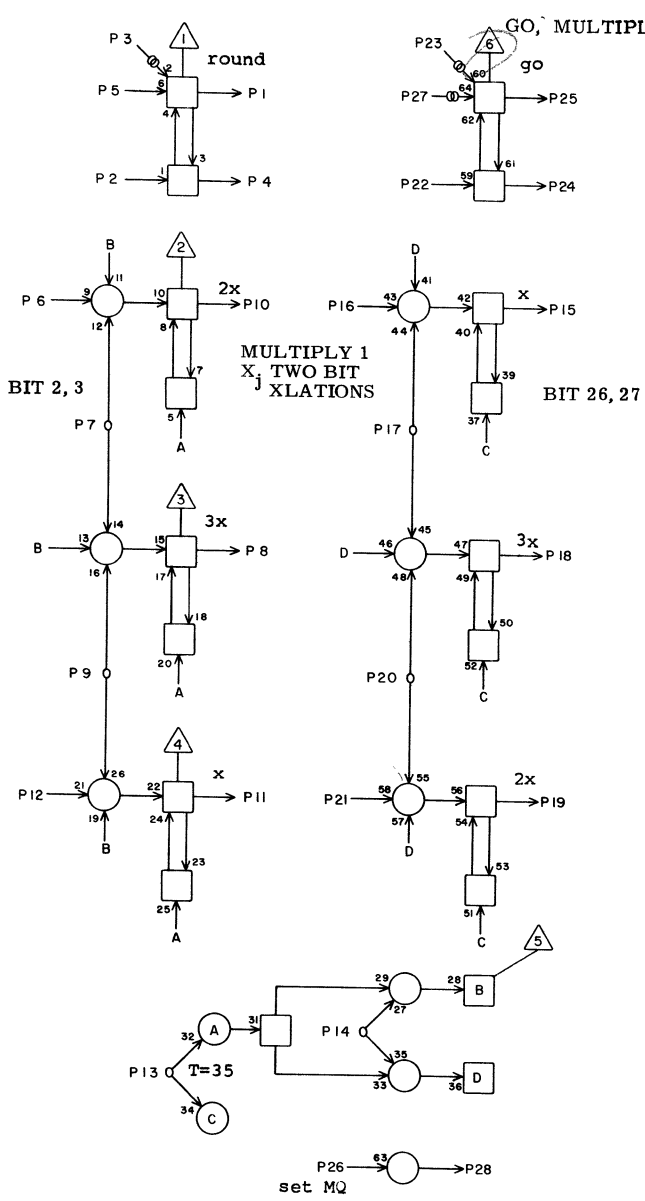 GO, MULTIPL
P3 2 1 round
P5 6 P1
4 3
P2 1 P4
P23 60 6 go
P27 64 P25
62 61
P22 59 P24
B
11 2
P6 9 10 2x P10
12 8 7
5
A
BIT 2, 3
P7
MULTIPLY 1
Xj TWO BIT
XLATIONS
14 3
B 13 15 3x P8
16 17 18
20
A
P9
26 4
P12 21 22 x P11
19 24 23
B 25
A
D
41
P16 43 42 x P15
44 40 39
37
C
BIT 26, 27
P17
45
D 46 47 3x P18
48 49 50
52
C
P20
55
P21 58 56 2x P19
57 54 53
D 51
C
5
29 28 B
27
A 31 P14
32
P13 T=35
35
33 36 D
34 C
P26 63 P28
set MQ